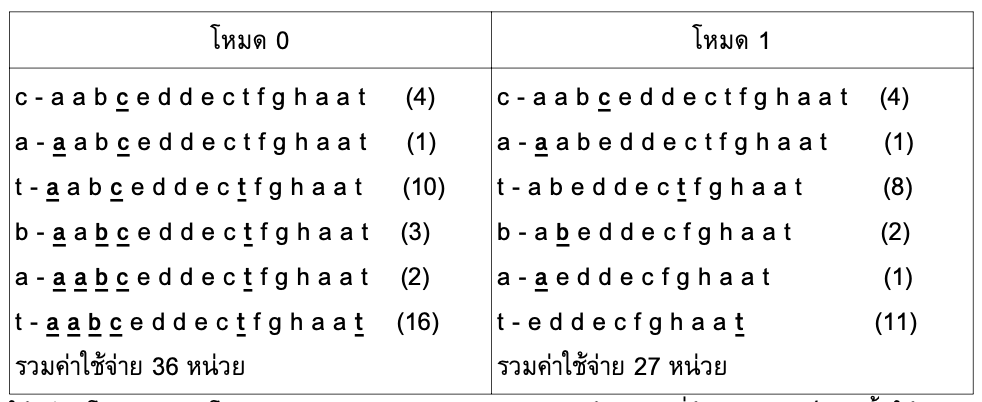 โหมด 0
โหมด 1
c - a a b c e d d e c t f g h a a t (4)
c - a a b c e d d e c t f g h a a t (4)
a - a a b c e d d e c t f g h a a t (1)
a - a a b e d d e c t f g h a a t (1)
t - a a b c e d d e c t f g h a a t (10)
t - a b e d d e c t f g h a a t (8)
b - a a b c e d d e c t f g h a a t (3)
b - a b e d d e c f g h a a t (2)
a - a a b c e d d e c t f g h a a t (2)
a - a e d d e c f g h a a t (1)
t - a a b c e d d e c t f g h a a t (16)
t - e d d e c f g h a a t (11)
รวมค่าใช้จ่าย 36 หน่วย
รวมค่าใช้จ่าย 27 หน่วย